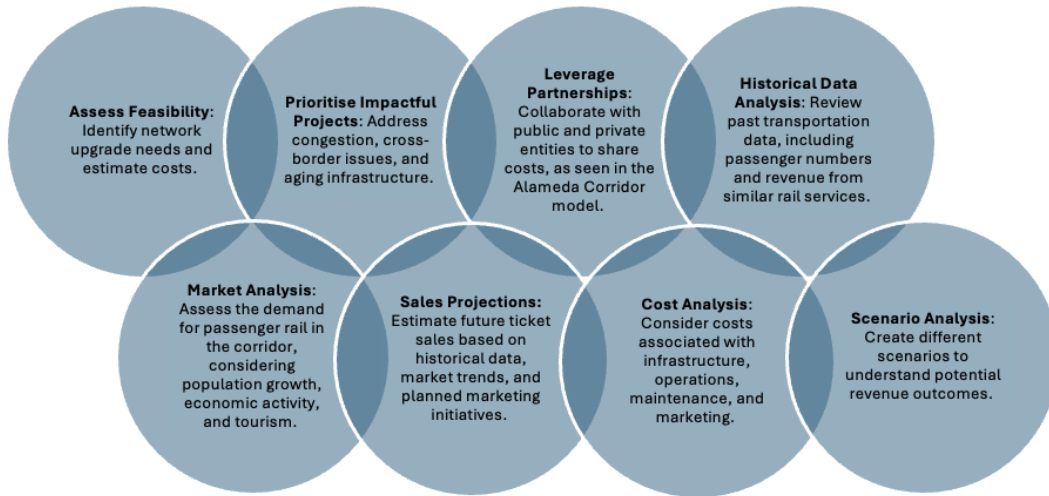 Assess Feasibility:
Identify network
upgrade needs and
estimate costs.
Prioritise Impactful
Projects: Address
congestion, cross-
border issues, and
aging infrastructure.
Leverage
Partnerships:
Collaborate with
public and private
entities to share
costs, as seen in the
Alameda Corridor
model.
Historical Data
Analysis: Review
past transportation
data, including
passenger numbers
and revenue from
similar rail services.
Market Analysis:
Assess the demand
for passenger rail in
the corridor,
considering
population growth,
economic activity,
and tourism.
Sales Projections:
Estimate future ticket
sales based on
historical data,
market trends, and
planned marketing
initiatives.
Cost Analysis:
Consider costs
associated with
infrastructure,
operations,
maintenance, and
marketing.
Scenario Analysis:
Create different
scenarios to
understand potential
revenue outcomes.